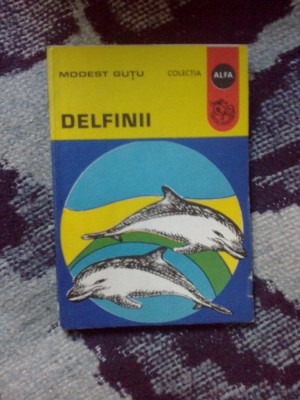 MODEST GUȚU COLECȚIA ALFA
DELFINII